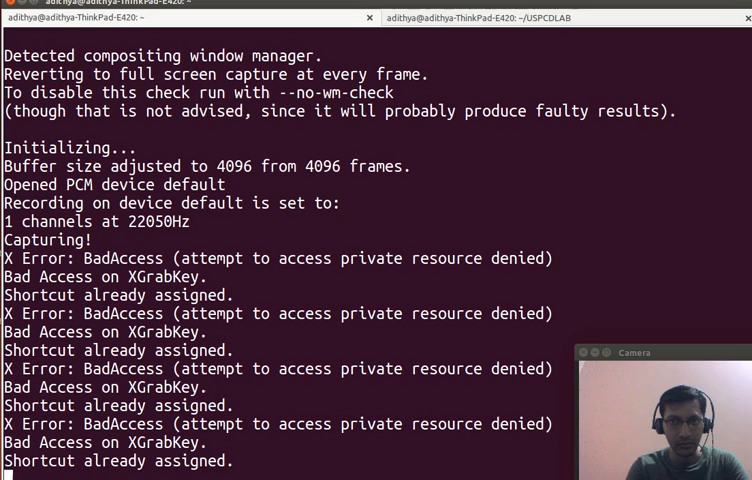 adithya@adithya-ThinkPad-E420: ~
adithya@adithya-ThinkPad-E420: ~
adithya@adithya-ThinkPad-E420: ~/USPCDLAB
Detected compositing window manager.
Reverting to full screen capture at every frame.
To disable this check run with --no-wm-check
(though that is not advised, since it will probably produce faulty results).
Initializing...
Buffer size adjusted to 4096 from 4096 frames.
Opened PCM device default
Recording on device default is set to:
1 channels at 22050Hz
Capturing!
X Error: BadAccess (attempt to access private resource denied)
Bad Access on XGrabKey.
Shortcut already assigned.
X Error: BadAccess (attempt to access private resource denied)
Bad Access on XGrabKey.
Shortcut already assigned.
X Error: BadAccess (attempt to access private resource denied)
Bad Access on XGrabKey.
Shortcut already assigned.
X Error: BadAccess (attempt to access private resource denied)
Bad Access on XGrabKey.
Shortcut already assigned.
Camera